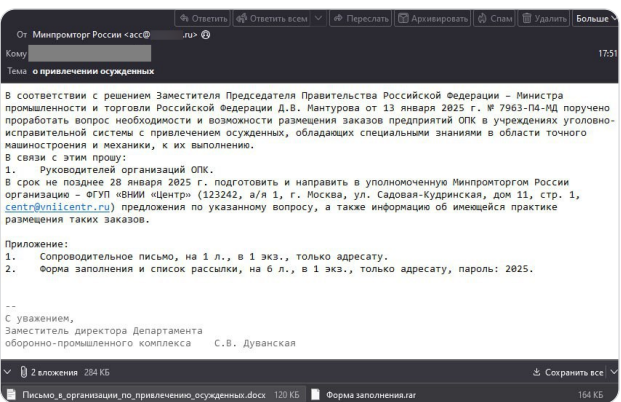 Ответить Ответить всем Переслать Архивировать Спам Удалить Больше
От Минпромторг России <acc@ .ru>
Кому 17:51
Тема о привлечении осужденных
В соответствии с решением Заместителя Председателя Правительства Российской Федерации – Министра
промышленности и торговли Российской Федерации Д.В. Мантурова от 13 января 2025 г. № 7963-П4-МД поручено
проработать вопрос необходимости и возможности размещения заказов предприятий ОПК в учреждениях уголовно-
исправительной системы с привлечением осужденных, обладающих специальными знаниями в области точного
машиностроения и механики, к их выполнению.
В связи с этим прошу:
1. Руководителей организаций ОПК.
В срок не позднее 28 января 2025 г. подготовить и направить в уполномоченную Минпромторгом России
организацию – ФГУП «ВНИИ «Центр» (123242, а/я 1, г. Москва, ул. Садовая-Кудринская, дом 11, стр. 1,
centr@vniicentr.ru) предложения по указанному вопросу, а также информацию об имеющейся практике
размещения таких заказов.
Приложение:
1. Сопроводительное письмо, на 1 л., в 1 экз., только адресату.
2. Форма заполнения и список рассылки, на 6 л., в 1 экз., только адресату, пароль: 2025.
--
С уважением,
Заместитель директора Департамента
оборонно-промышленного комплекса С.В. Дуванская
2 вложения 284 КБ Сохранить все
Письмо_в_организации_по_привлечению_осужденных.docx 120 КБ Форма заполнения.rar 164 КБ